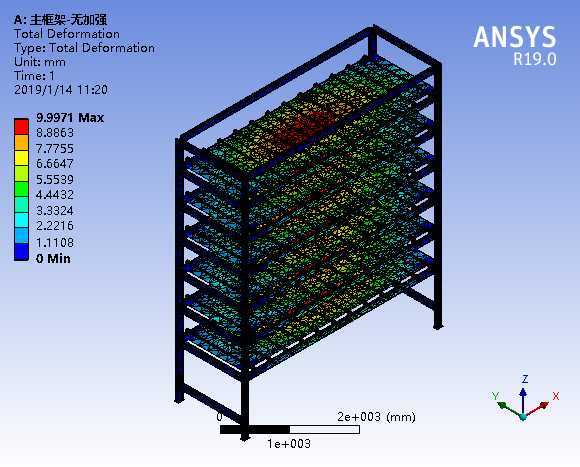 A: 主框架-无加强
Total Deformation
Type: Total Deformation
Unit: mm
Time: 1
2019/1/14 11:20
ANSYS
R19.0
9.9971 Max
8.8863
7.7755
6.6647
5.5539
4.4432
3.3324
2.2216
1.1108
0 Min
Z
Y
X
0
2e+003 (mm)
1e+003